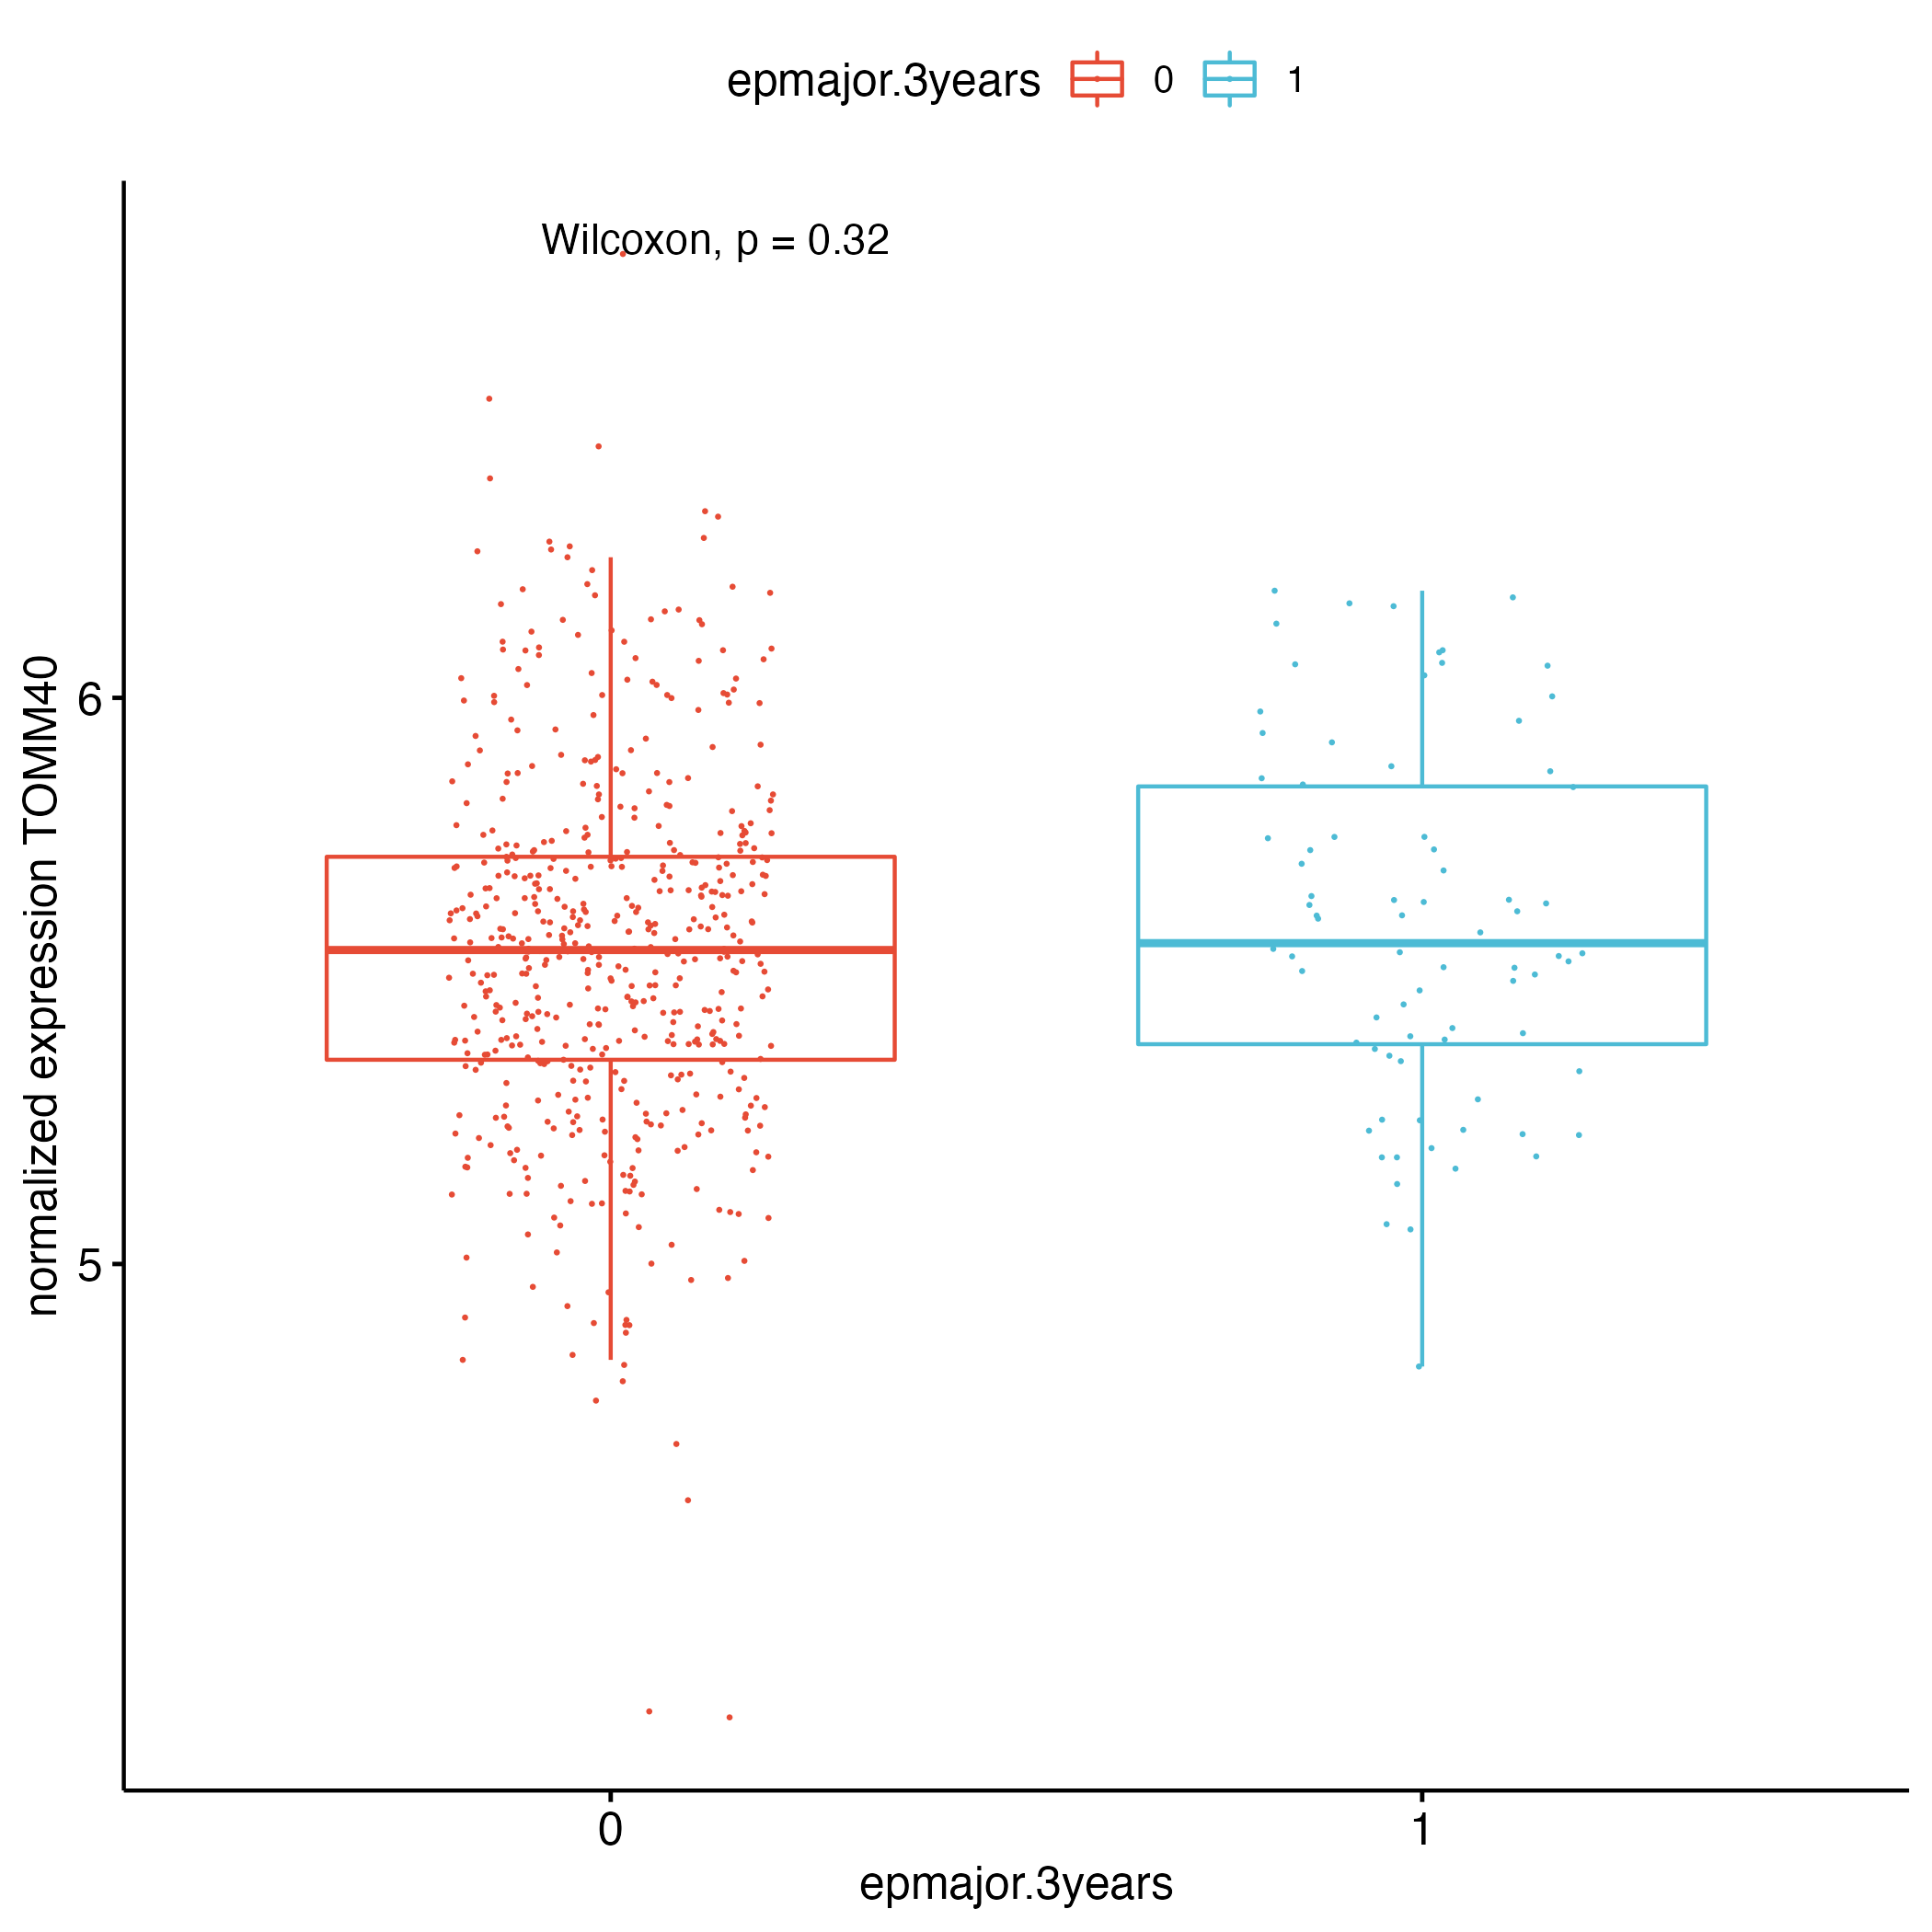 epmajor.3years 0 1
Wilcoxon, p = 0.32
normalized expression TOMM40
6
5
0 1
epmajor.3years